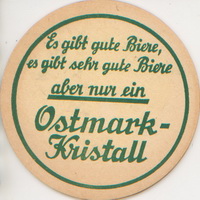 Es gibt gute Biere,
es gibt sehr gute Biere
aber nur ein
Ostmark-
Kristall